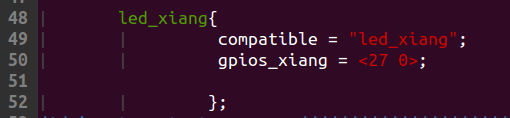 48 led_xiang{
49 compatible = "led_xiang";
50 gpios_xiang = <27 0>;
51
52 };